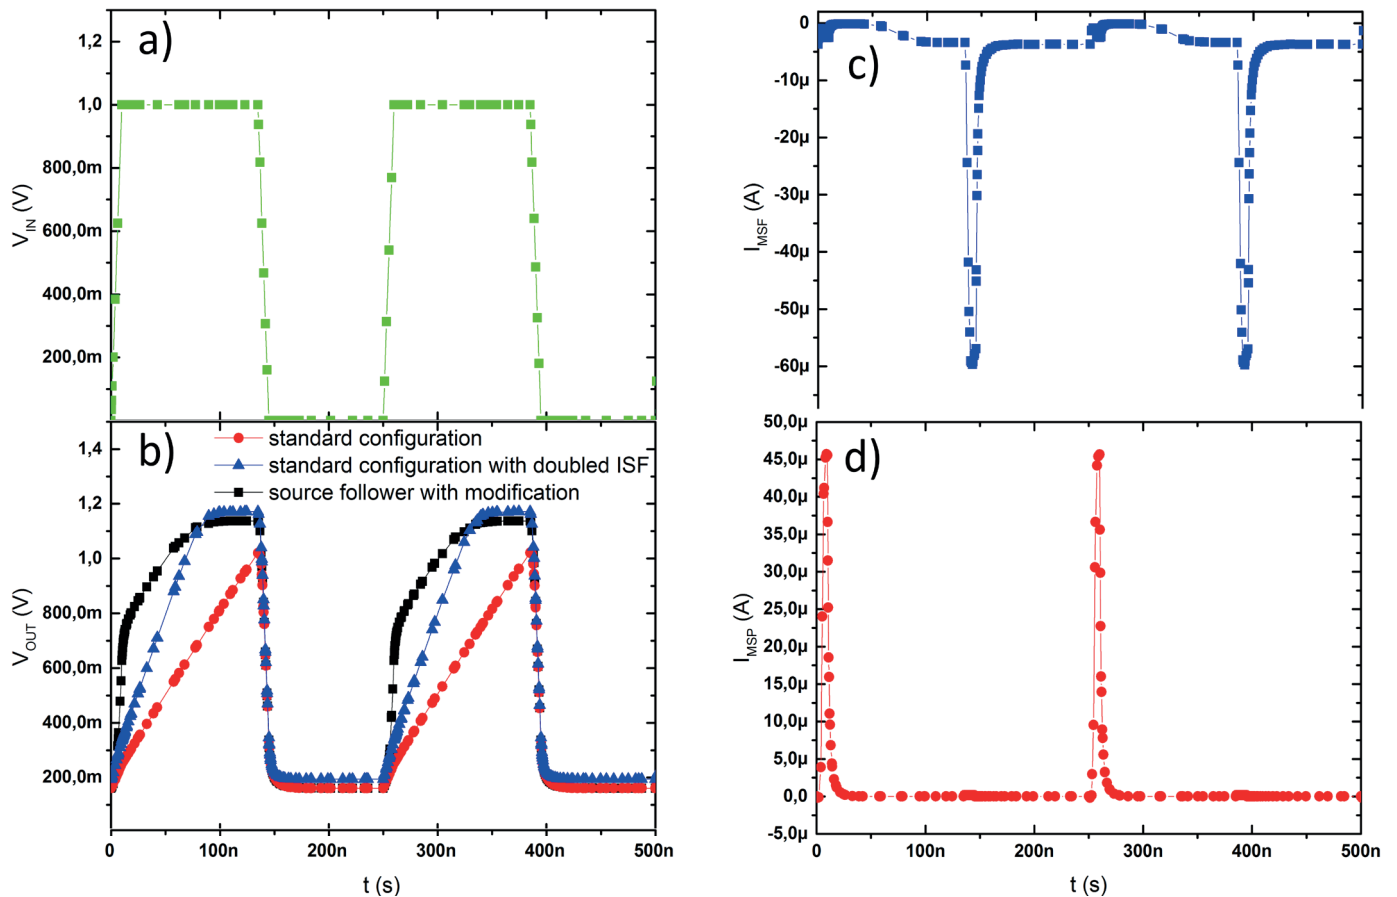 a)
1,2
1,0
800,0m
600,0m
400,0m
200,0m
V_IN (V)
b)
standard configuration
standard configuration with doubled ISF
source follower with modification
1,4
1,2
1,0
800,0m
600,0m
400,0m
200,0m
V_OUT (V)
0
100n
200n
300n
400n
500n
t (s)
c)
0
-10µ
-20µ
-30µ
-40µ
-50µ
-60µ
I_MSF (A)
d)
50,0µ
45,0µ
40,0µ
35,0µ
30,0µ
25,0µ
20,0µ
15,0µ
10,0µ
5,0µ
0,0
-5,0µ
I_MSP (A)
0
100n
200n
300n
400n
500n
t (s)